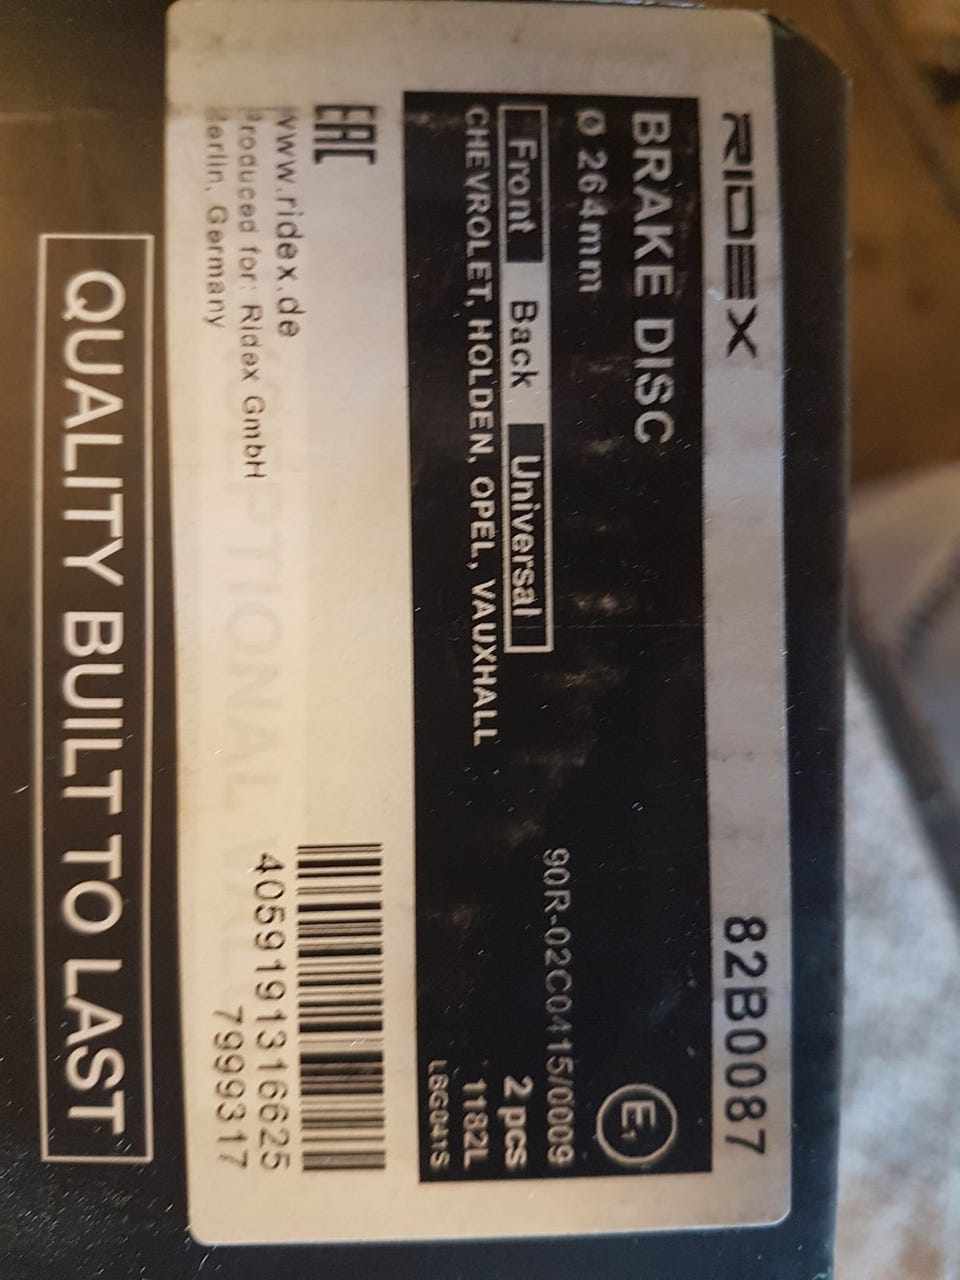 RIDEX
82B0087
BRAKE DISC
Ø 264mm
Front Back Universal
CHEVROLET, HOLDEN, OPEL, VAUXHALL
E1
90R-02C0415/0009
2 pcs
1182L
EAC
www.ridex.de
Produced for: Ridex GmbH
Berlin, Germany
4059191316625
7999317
QUALITY BUILT TO LAST